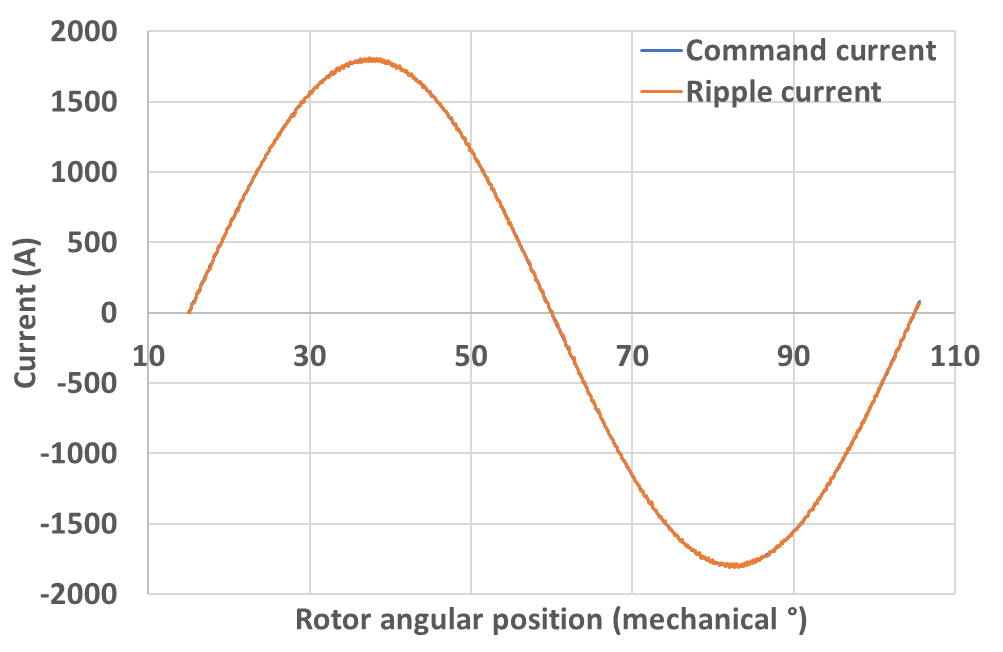 2000
Command current
Ripple current
1500
1000
500
0
10 30 50 70 90 110
-500
-1000
-1500
-2000
Current (A)
Rotor angular position (mechanical °)